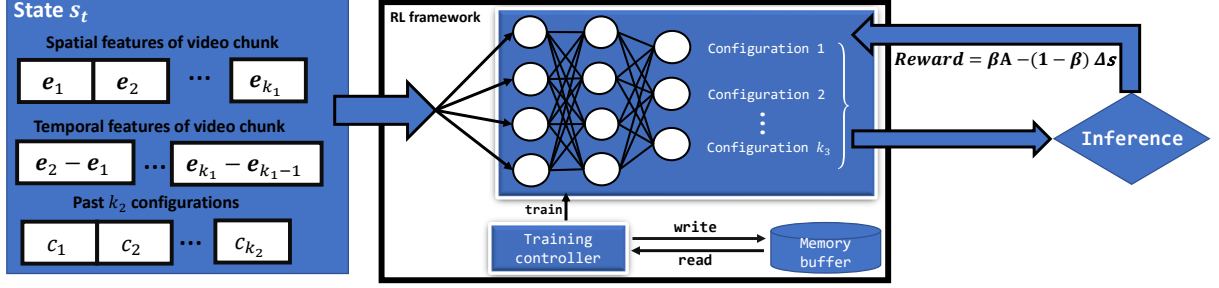 State $s_t$
Spatial features of video chunk
$e_1$ $e_2$ ... $e_{k_1}$
Temporal features of video chunk
$e_2 - e_1$ ... $e_{k_1} - e_{k_1-1}$
Past $k_2$ configurations
$c_1$ $c_2$ ... $c_{k_2}$
RL framework
Configuration 1
Configuration 2
⋮
Configuration $k_3$
train
Training
controller
write
read
Memory
buffer
Reward = βA −(1 − β) Δs
Inference